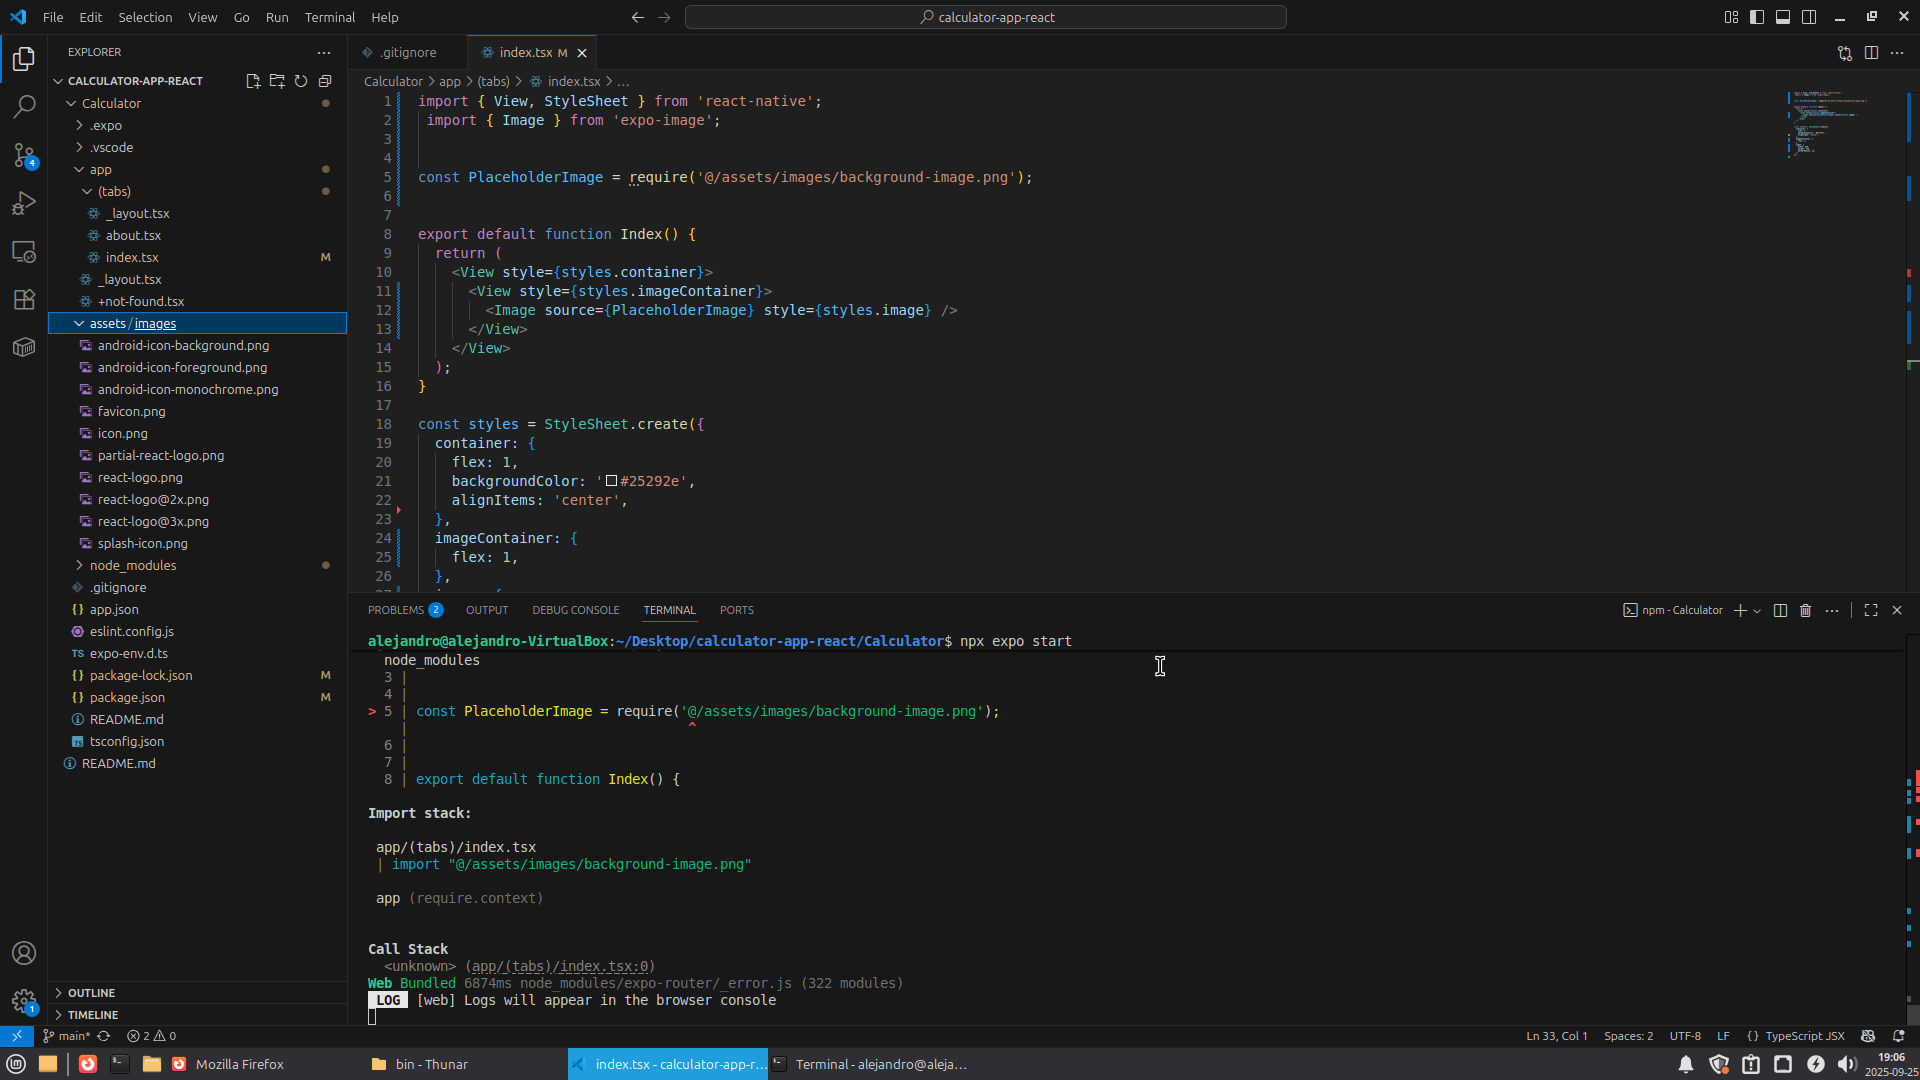 File Edit Selection View Go Run Terminal Help
calculator-app-react
EXPLORER
CALCULATOR-APP-REACT
Calculator
.expo
.vscode
app
(tabs)
_layout.tsx
about.tsx
index.tsx M
_layout.tsx
+not-found.tsx
assets/images
android-icon-background.png
android-icon-foreground.png
android-icon-monochrome.png
favicon.png
icon.png
partial-react-logo.png
react-logo.png
react-logo@2x.png
react-logo@3x.png
splash-icon.png
node_modules
.gitignore
app.json
eslint.config.js
expo-env.d.ts
package-lock.json M
package.json M
README.md
tsconfig.json
README.md
OUTLINE
TIMELINE
4
1
.gitignore
index.tsx M
Calculator > app > (tabs) > index.tsx > ...
1 import { View, StyleSheet } from 'react-native';
2 import { Image } from 'expo-image';
3
4
5 const PlaceholderImage = require('@/assets/images/background-image.png');
6
7
8 export default function Index() {
9 return (
10 <View style={styles.container}>
11 <View style={styles.imageContainer}>
12 <Image source={PlaceholderImage} style={styles.image} />
13 </View>
14 </View>
15 );
16 }
17
18 const styles = StyleSheet.create({
19 container: {
20 flex: 1,
21 backgroundColor: '#25292e',
22 alignItems: 'center',
23 },
24 imageContainer: {
25 flex: 1,
26 },
PROBLEMS 2 OUTPUT DEBUG CONSOLE TERMINAL PORTS
npm - Calculator
alejandro@alejandro-VirtualBox:~/Desktop/calculator-app-react/Calculator$ npx expo start
node_modules
3 |
4 |
> 5 | const PlaceholderImage = require('@/assets/images/background-image.png');
| ^
6 |
7 |
8 | export default function Index() {
Import stack:
app/(tabs)/index.tsx
| import "@/assets/images/background-image.png"
app (require.context)
Call Stack
<unknown> (app/(tabs)/index.tsx:0)
Web Bundled 6874ms node_modules/expo-router/_error.js (322 modules)
LOG [web] Logs will appear in the browser console
main* 2 0
Ln 33, Col 1 Spaces: 2 UTF-8 LF {} TypeScript JSX
Mozilla Firefox
bin - Thunar
index.tsx - calculator-app-r...
Terminal - alejandro@aleja...
19:06
2025-09-25